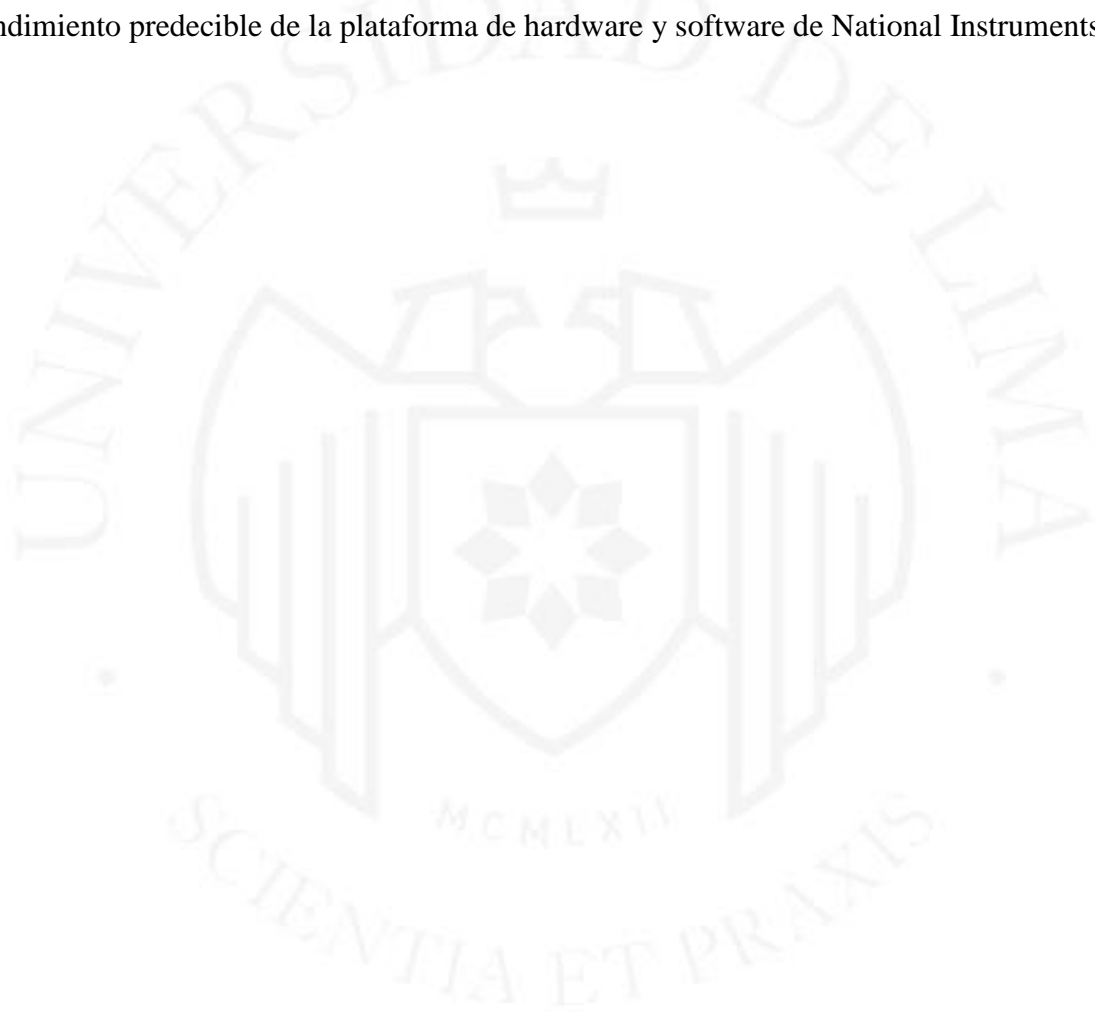 ndimiento predecible de la plataforma de hardware y software de National Instruments
UNIVERSIDAD DE LIMA
MCMLXII
SCIENTIA ET PRAXIS